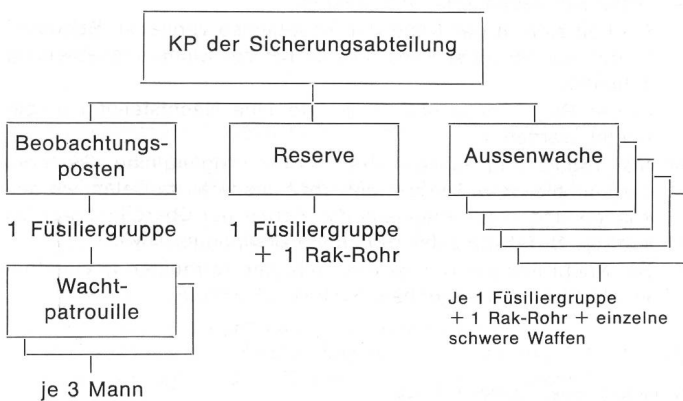 KP der Sicherungsabteilung
Beobachtungs-
posten
Reserve
Aussenwache
1 Füsiliergruppe
1 Füsiliergruppe
+ 1 Rak-Rohr
Wacht-
patrouille
Je 1 Füsiliergruppe
+ 1 Rak-Rohr + einzelne
schwere Waffen
je 3 Mann